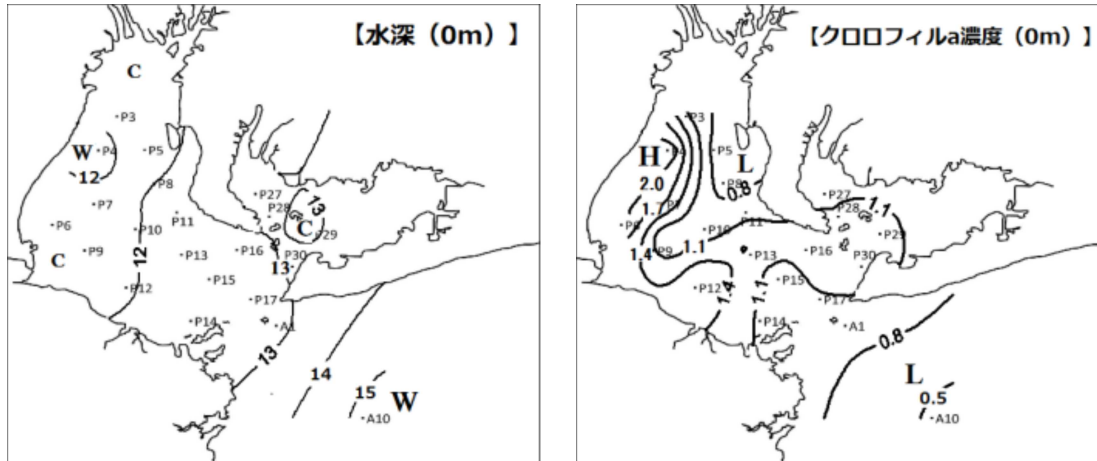 【水深（0m）】
C
P3
W
P4
P5
12
P8
P27
P7
P28
13
P6
P11
C
P29
P10
P9
12
P13
P16
P30
C
13
P15
P12
P17
P14
A1
13
14
15
W
A10
【クロロフィルa濃度（0m）】
P3
H
P4
P5
L
2.0
P8
0.8
P27
1.7
P7
P28
1.1
P6
P11
P10
P29
1.4
P9
1.1
P13
P16
P30
P15
P12
1.4
1.1
P17
P14
A1
0.8
L
0.5
A10